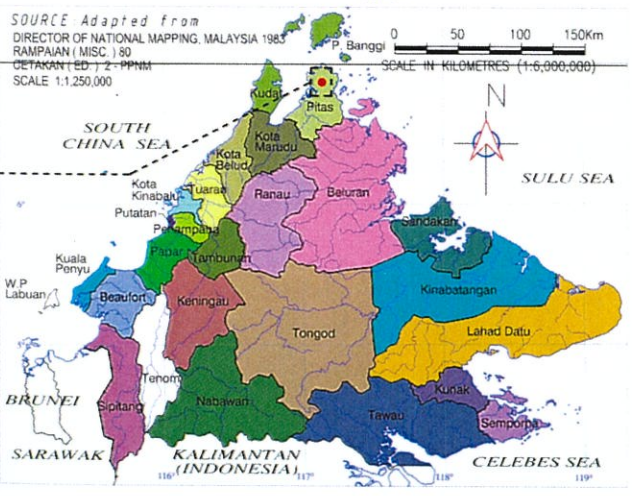 SOURCE: Adapted from
DIRECTOR OF NATIONAL MAPPING, MALAYSIA 1983
RAMPAIAN ( MISC. ) 80
CETAKAN ( ED. ) 2 - PPNM
SCALE 1:1,250,000
P. Banggi
0 50 100 150Km
SCALE IN KILOMETRES (1:6,000,000)
N
Kudat
Pitas
SOUTH
CHINA SEA
Kota
Marudu
Kota
Belud
SULU SEA
Kota
Kinabalu
Tuaran
Ranau
Beluran
Putatan
Penampang
Sandakan
Papar
Tambunan
Kuala
Penyu
W.P
Labuan
Beaufort
Keningau
Kinabatangan
Tongod
Lahad Datu
Tenom
Kunak
BRUNEI
Sipitang
Nabawan
Tawau
Semporna
SARAWAK
KALIMANTAN
(INDONESIA)
CELEBES SEA
116° 117° 118° 119°